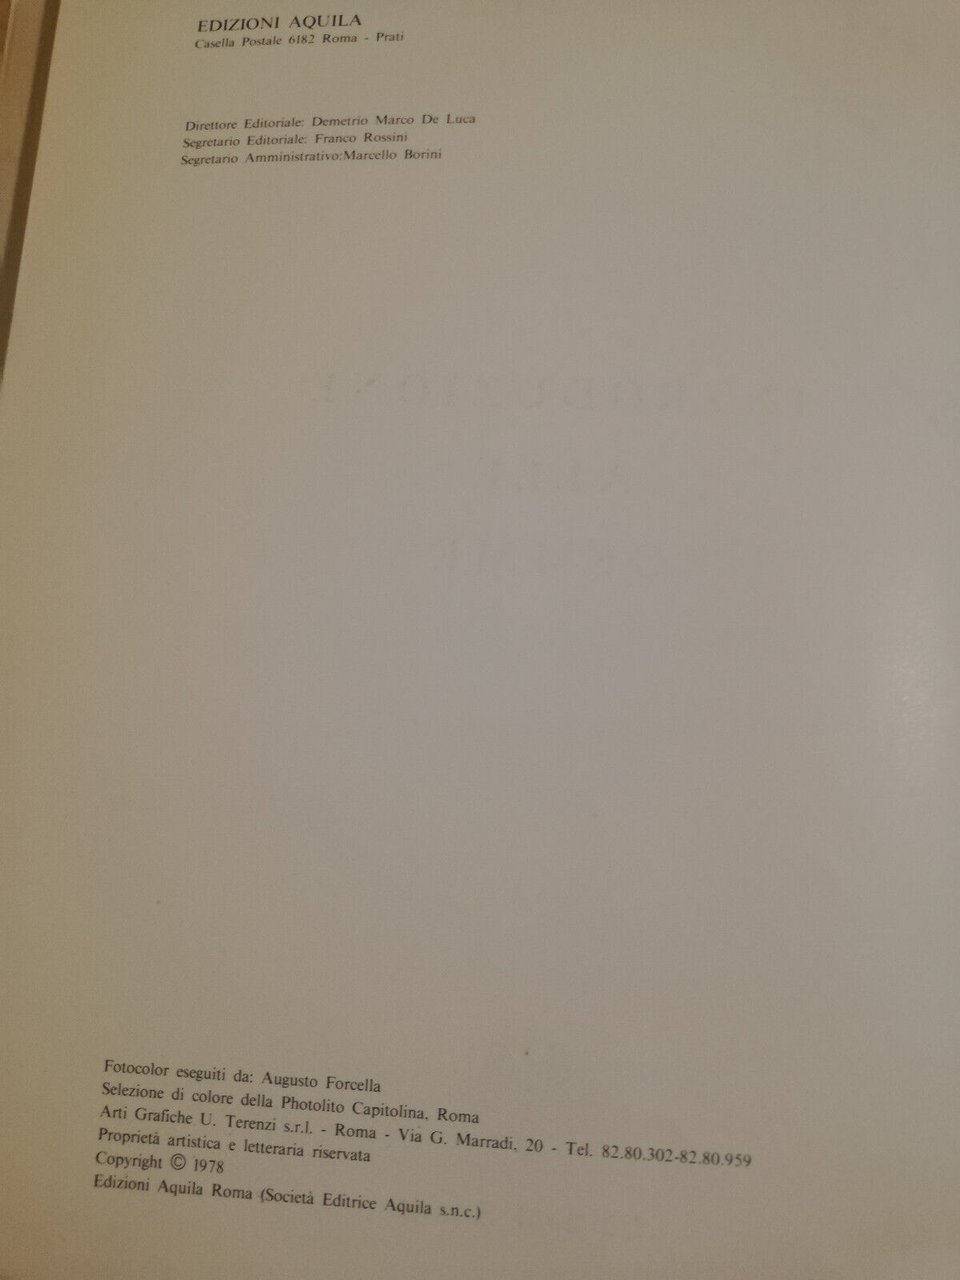 EDIZIONI AQUILA
Casella Postale 6182 Roma - Prati
Direttore Editoriale: Demetrio Marco De Luca
Segretario Editoriale: Franco Rossini
Segretario Amministrativo:Marcello Borini
Fotocolor eseguiti da: Augusto Forcella
Selezione di colore della Photolito Capitolina, Roma
Arti Grafiche U. Terenzi s.r.l. - Roma - Via G. Marradi, 20 - Tel. 82.80.302-82.80.959
Proprietà artistica e letteraria riservata
Copyright © 1978
Edizioni Aquila Roma (Società Editrice Aquila s.n.c.)